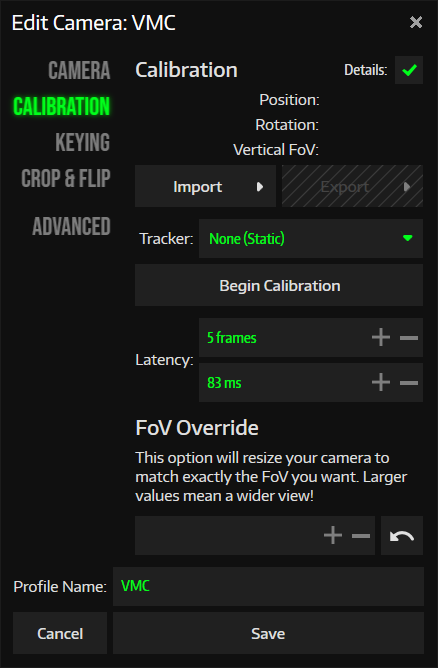 Edit Camera: VMC
CAMERA
CALIBRATION
KEYING
CROP & FLIP
ADVANCED
Calibration
Details:
Position:
Rotation:
Vertical FoV:
Import
Export
Tracker:
None (Static)
Begin Calibration
Latency:
5 frames
83 ms
FoV Override
This option will resize your camera to
match exactly the FoV you want. Larger
values mean a wider view!
Profile Name:
VMC
Cancel
Save